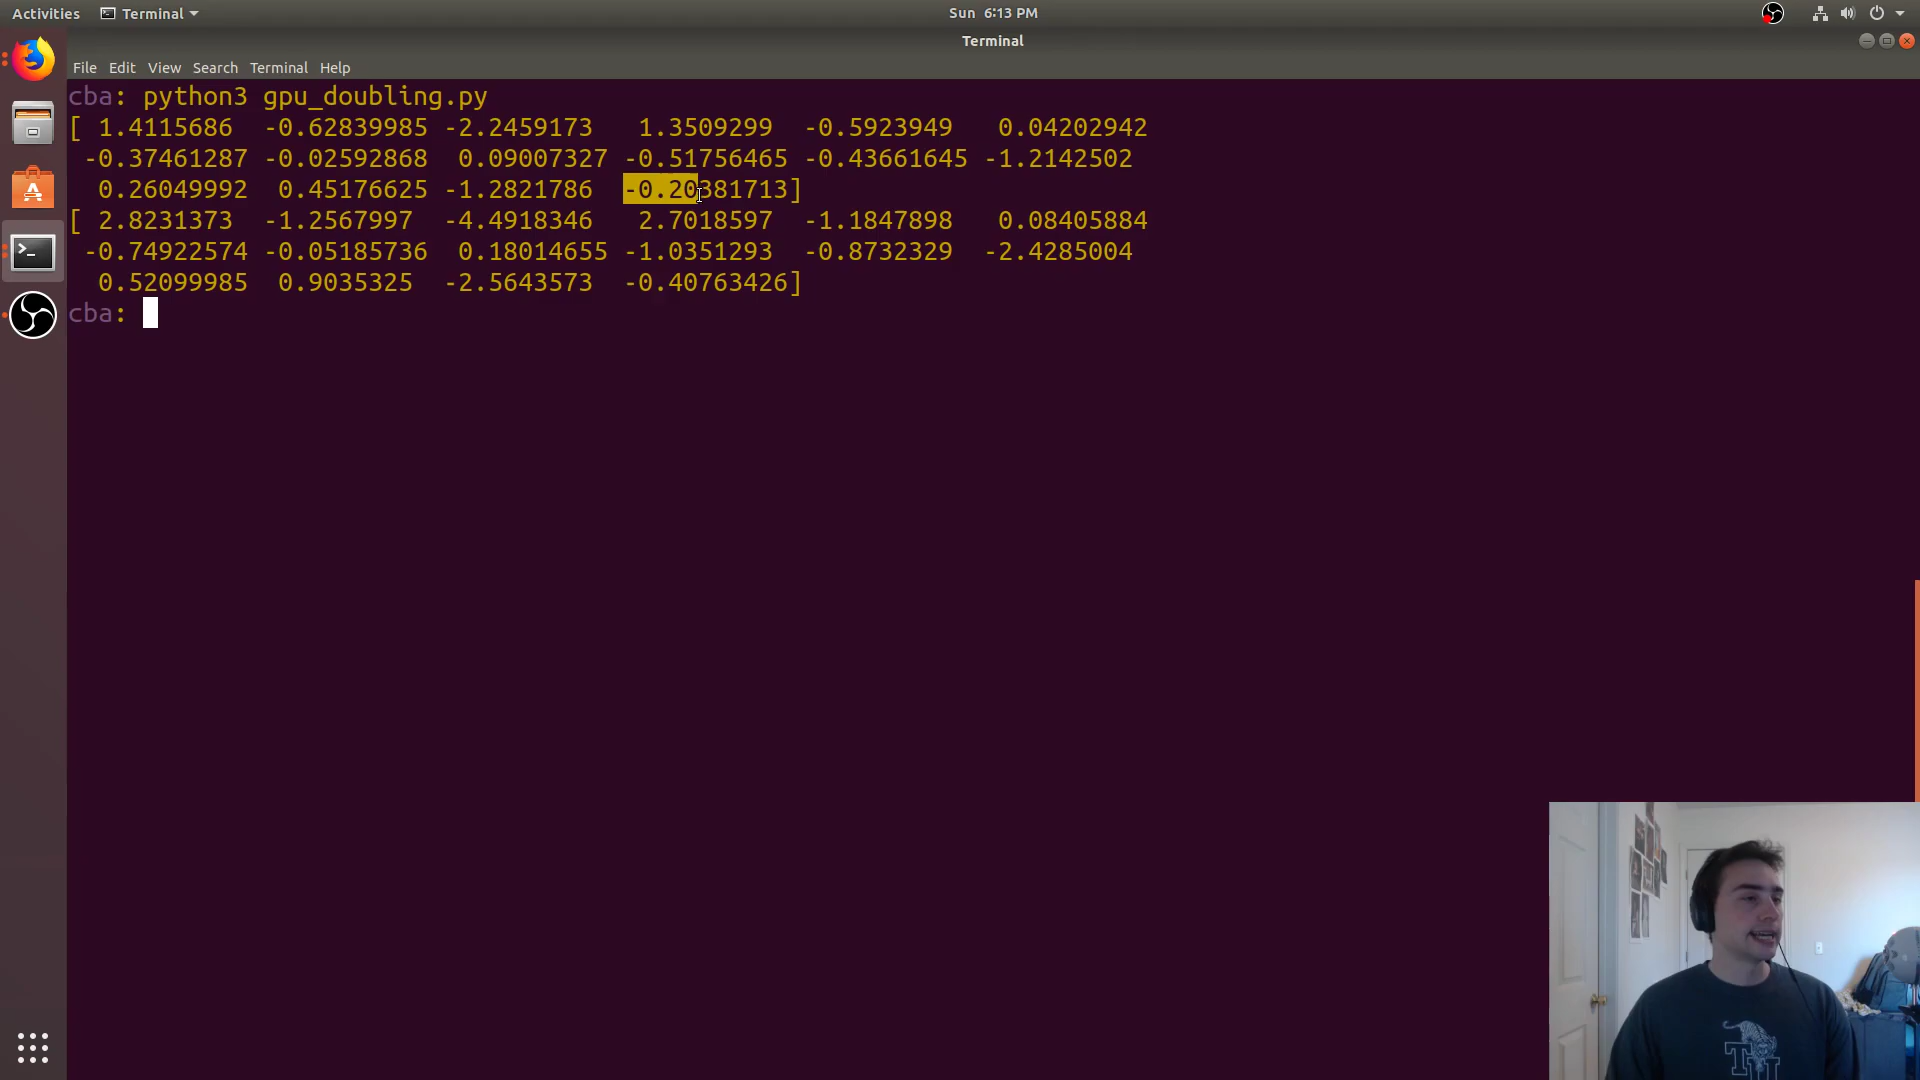 Activities Terminal Sun 6:13 PM
Terminal
File Edit View Search Terminal Help
cba: python3 gpu_doubling.py
[ 1.4115686 -0.62839985 -2.2459173 1.3509299 -0.5923949 0.04202942
-0.37461287 -0.02592868 0.09007327 -0.51756465 -0.43661645 -1.2142502
0.26049992 0.45176625 -1.2821786 -0.20381713]
[ 2.8231373 -1.2567997 -4.4918346 2.7018597 -1.1847898 0.08405884
-0.74922574 -0.05185736 0.18014655 -1.0351293 -0.8732329 -2.4285004
0.52099985 0.9035325 -2.5643573 -0.40763426]
cba: